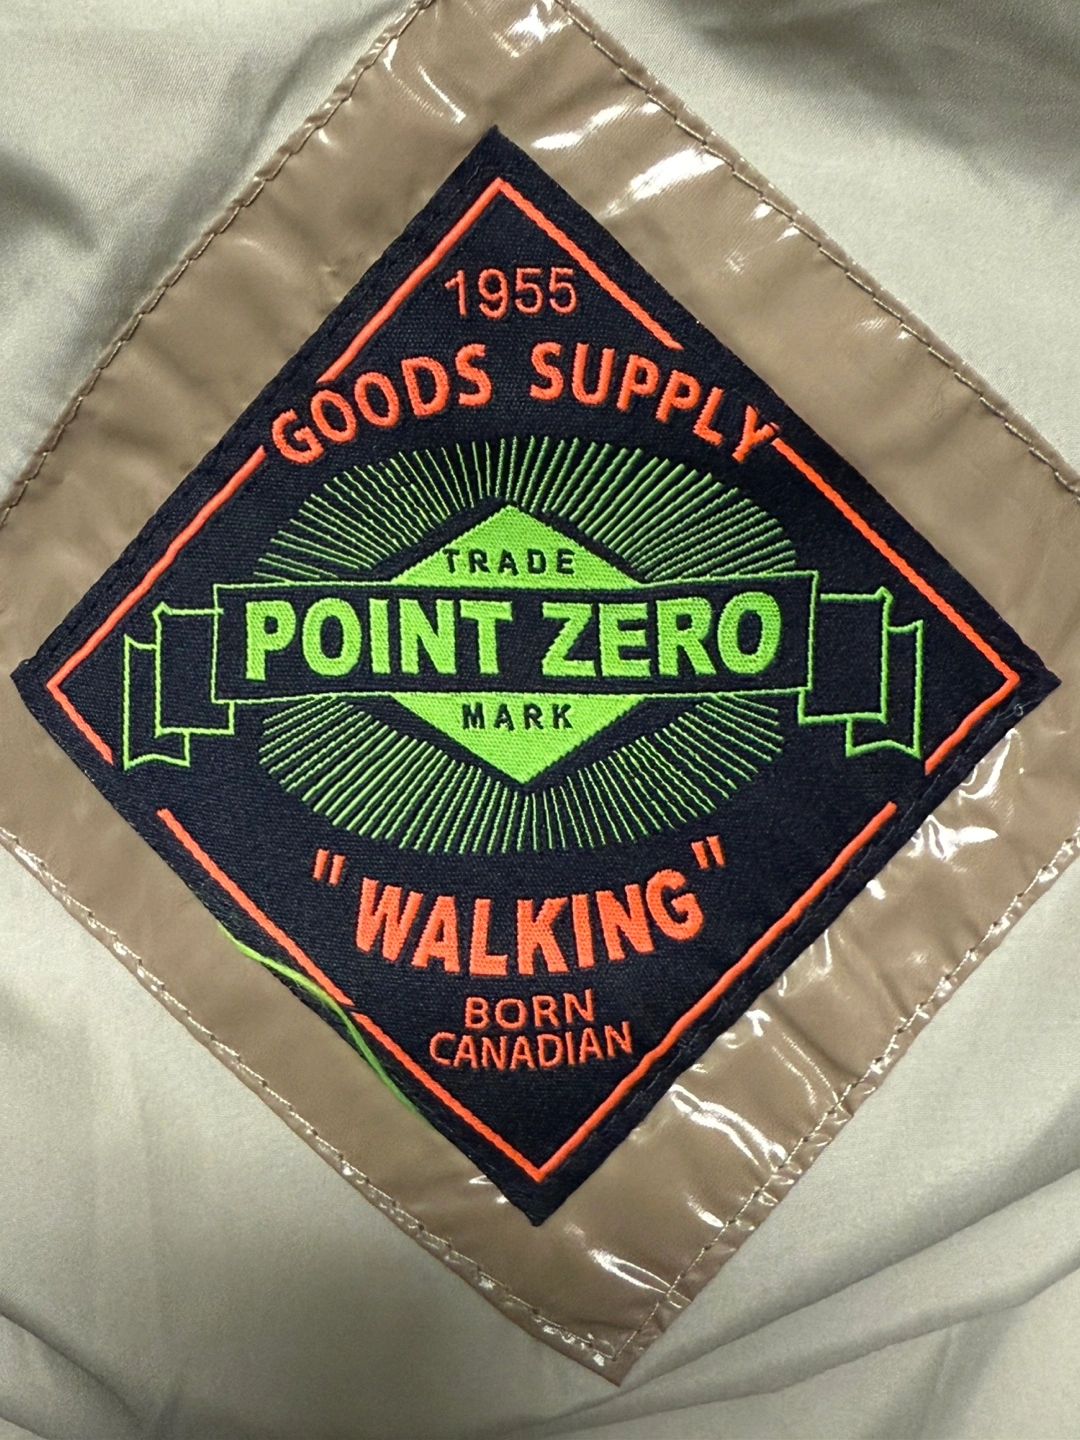 1955
GOODS SUPPLY
TRADE
POINT ZERO
MARK
"WALKING"
BORN
CANADIAN